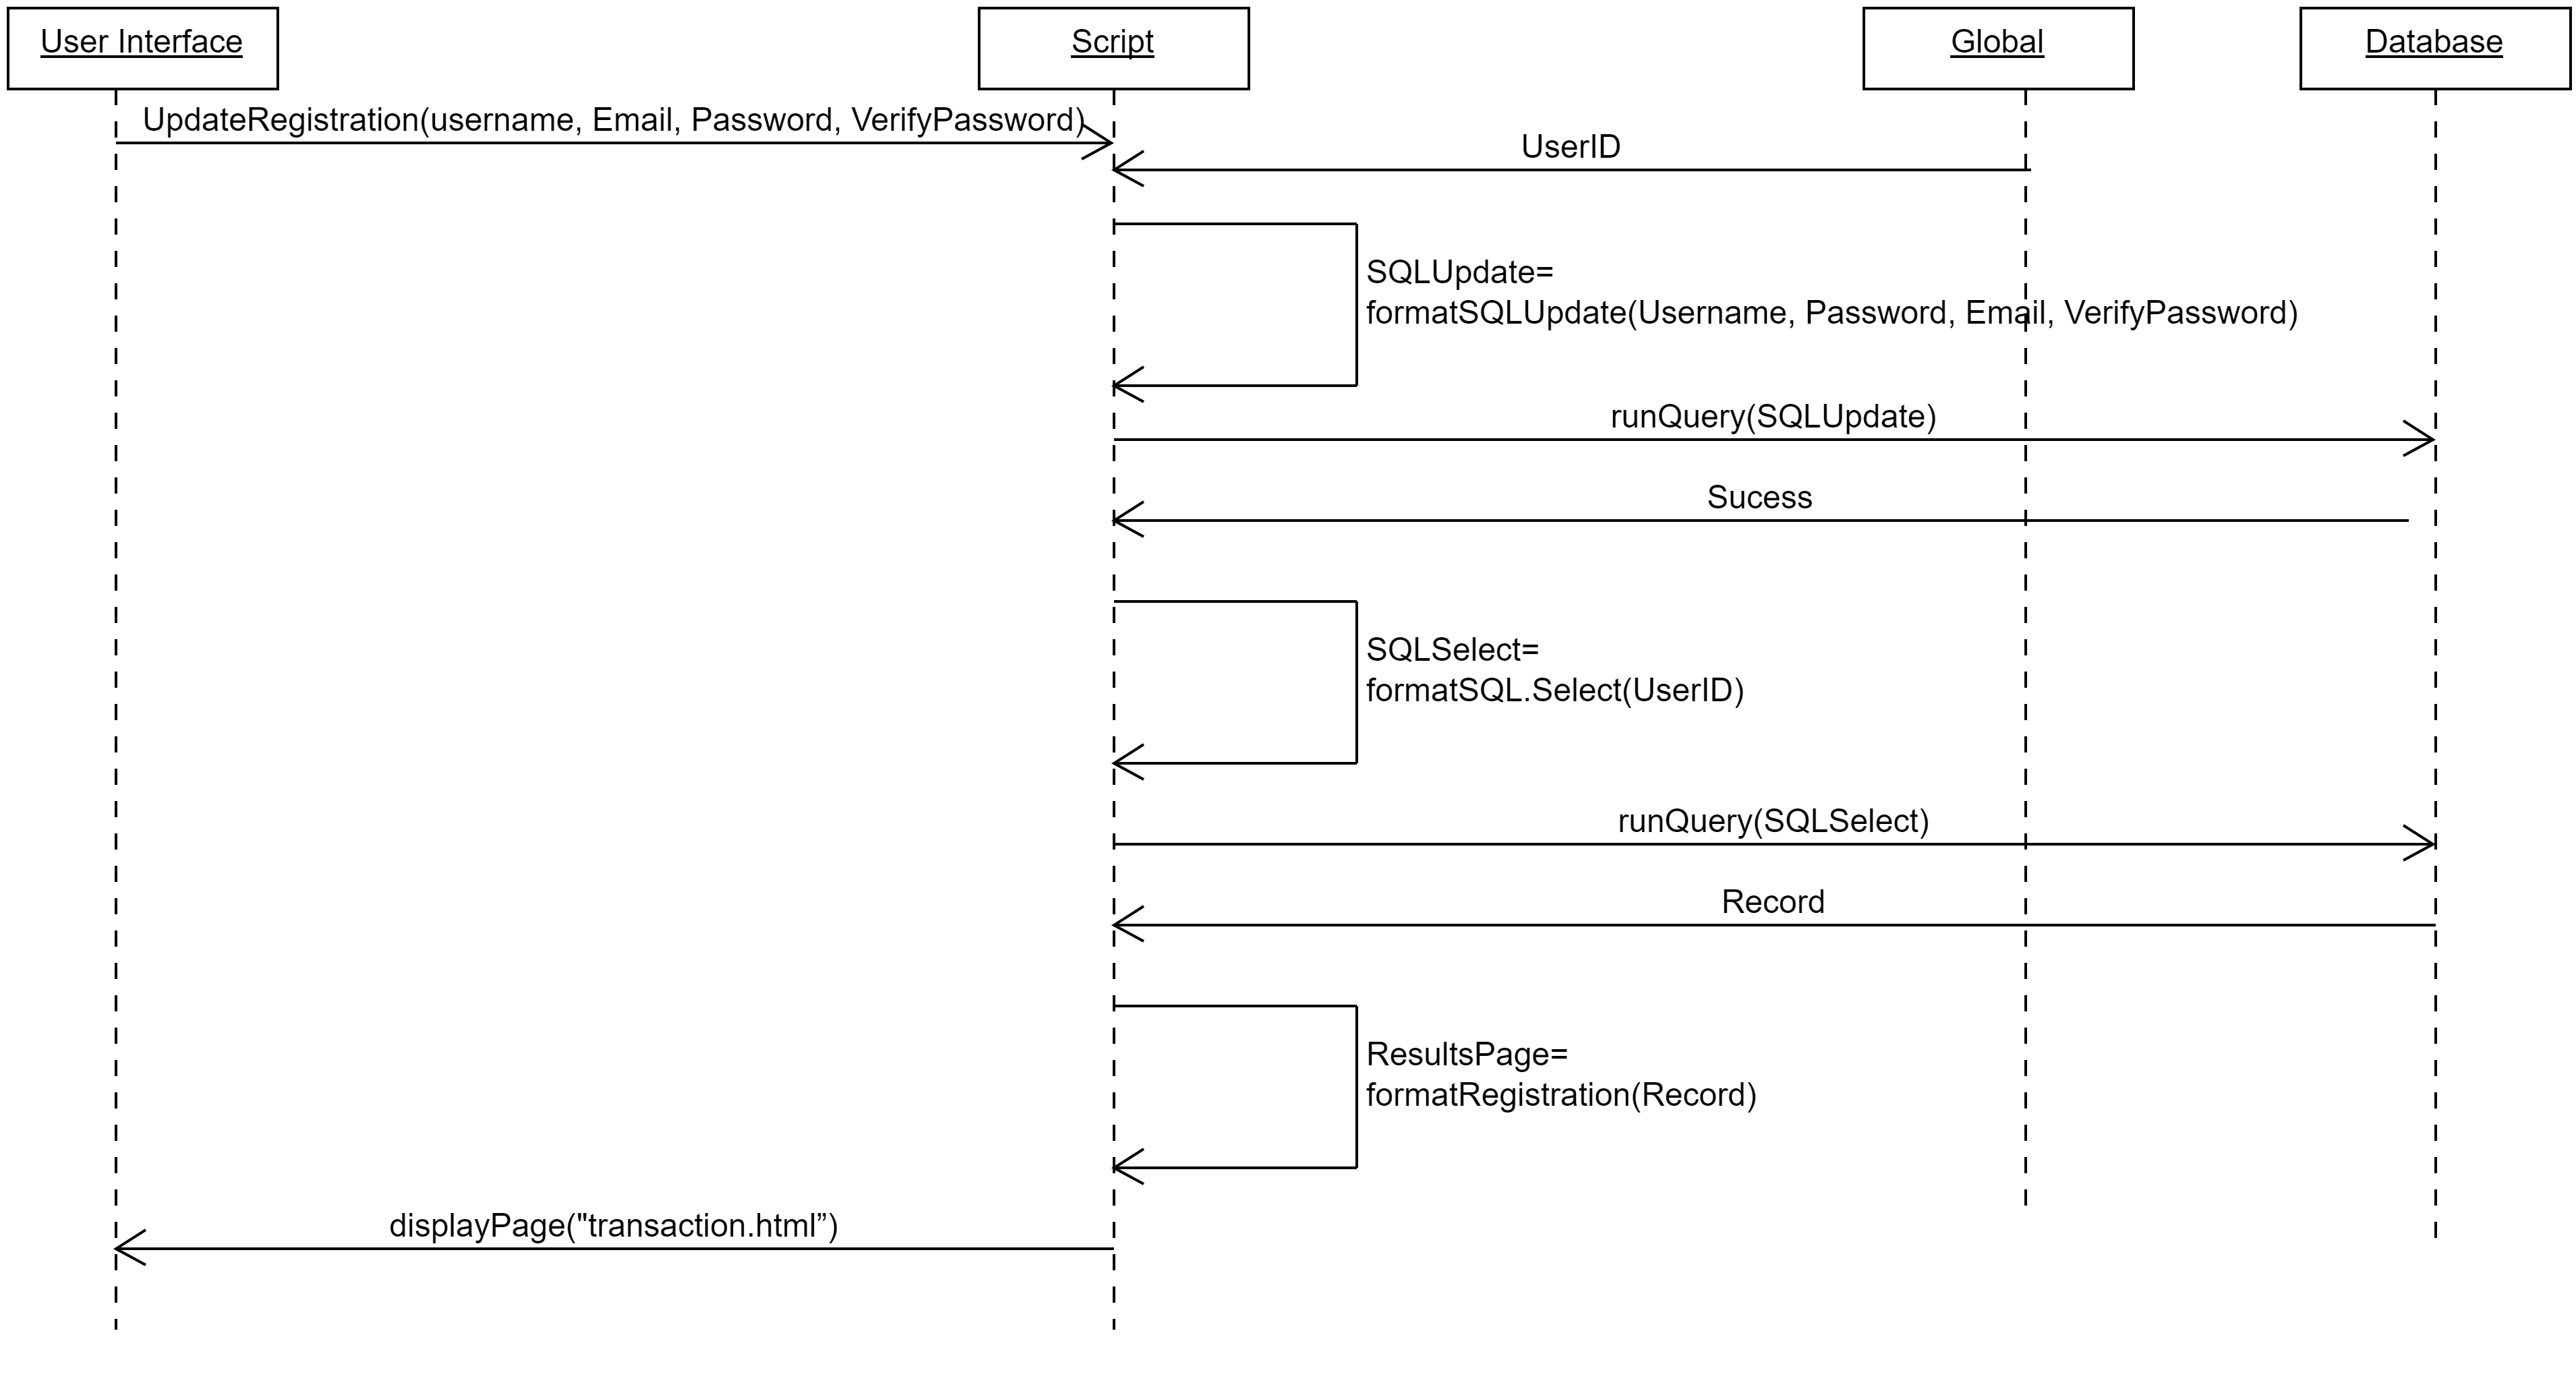 User Interface
Script
Global
Database
UpdateRegistration(username, Email, Password, VerifyPassword)
UserID
SQLUpdate=
formatSQLUpdate(Username, Password, Email, VerifyPassword)
runQuery(SQLUpdate)
Sucess
SQLSelect=
formatSQL.Select(UserID)
runQuery(SQLSelect)
Record
ResultsPage=
formatRegistration(Record)
displayPage("transaction.html”)